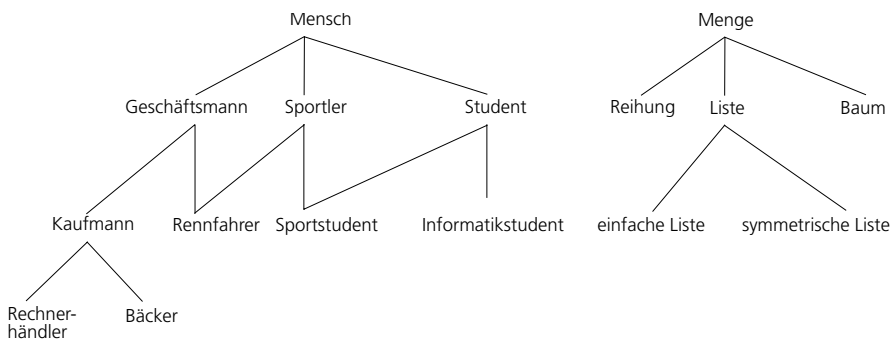 Mensch Menge
Geschäftsmann Sportler Student Reihung Liste Baum
Kaufmann Rennfahrer Sportstudent Informatikstudent einfache Liste symmetrische Liste
Rechner-
händler
Bäcker